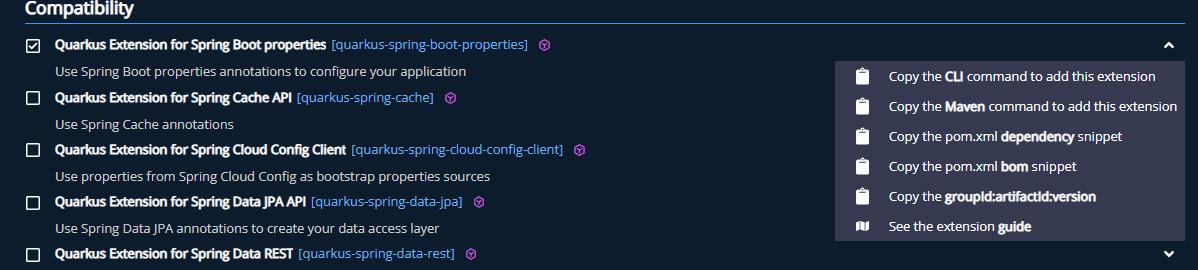 Compatibility
Quarkus Extension for Spring Boot properties [quarkus-spring-boot-properties]
Use Spring Boot properties annotations to configure your application
Quarkus Extension for Spring Cache API [quarkus-spring-cache]
Use Spring Cache annotations
Quarkus Extension for Spring Cloud Config Client [quarkus-spring-cloud-config-client]
Use properties from Spring Cloud Config as bootstrap properties sources
Quarkus Extension for Spring Data JPA API [quarkus-spring-data-jpa]
Use Spring Data JPA annotations to create your data access layer
Quarkus Extension for Spring Data REST [quarkus-spring-data-rest]
Copy the CLI command to add this extension
Copy the Maven command to add this extension
Copy the pom.xml dependency snippet
Copy the pom.xml bom snippet
Copy the groupId:artifactId:version
See the extension guide